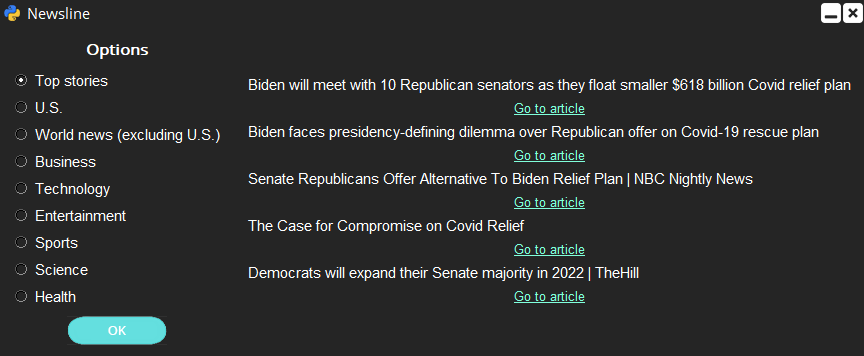 Newsline
Options
Top stories
U.S.
World news (excluding U.S.)
Business
Technology
Entertainment
Sports
Science
Health
OK
Biden will meet with 10 Republican senators as they float smaller $618 billion Covid relief plan
Go to article
Biden faces presidency-defining dilemma over Republican offer on Covid-19 rescue plan
Go to article
Senate Republicans Offer Alternative To Biden Relief Plan | NBC Nightly News
Go to article
The Case for Compromise on Covid Relief
Go to article
Democrats will expand their Senate majority in 2022 | TheHill
Go to article